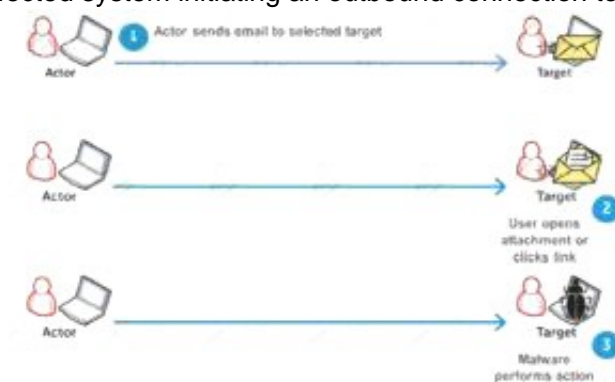 ected system initiating an outbound connection to
1 Actor sends email to selected target
Actor
Target
Actor
Target
2
User opens
attachment or
clicks link
Actor
Target
3
Malware
performs action